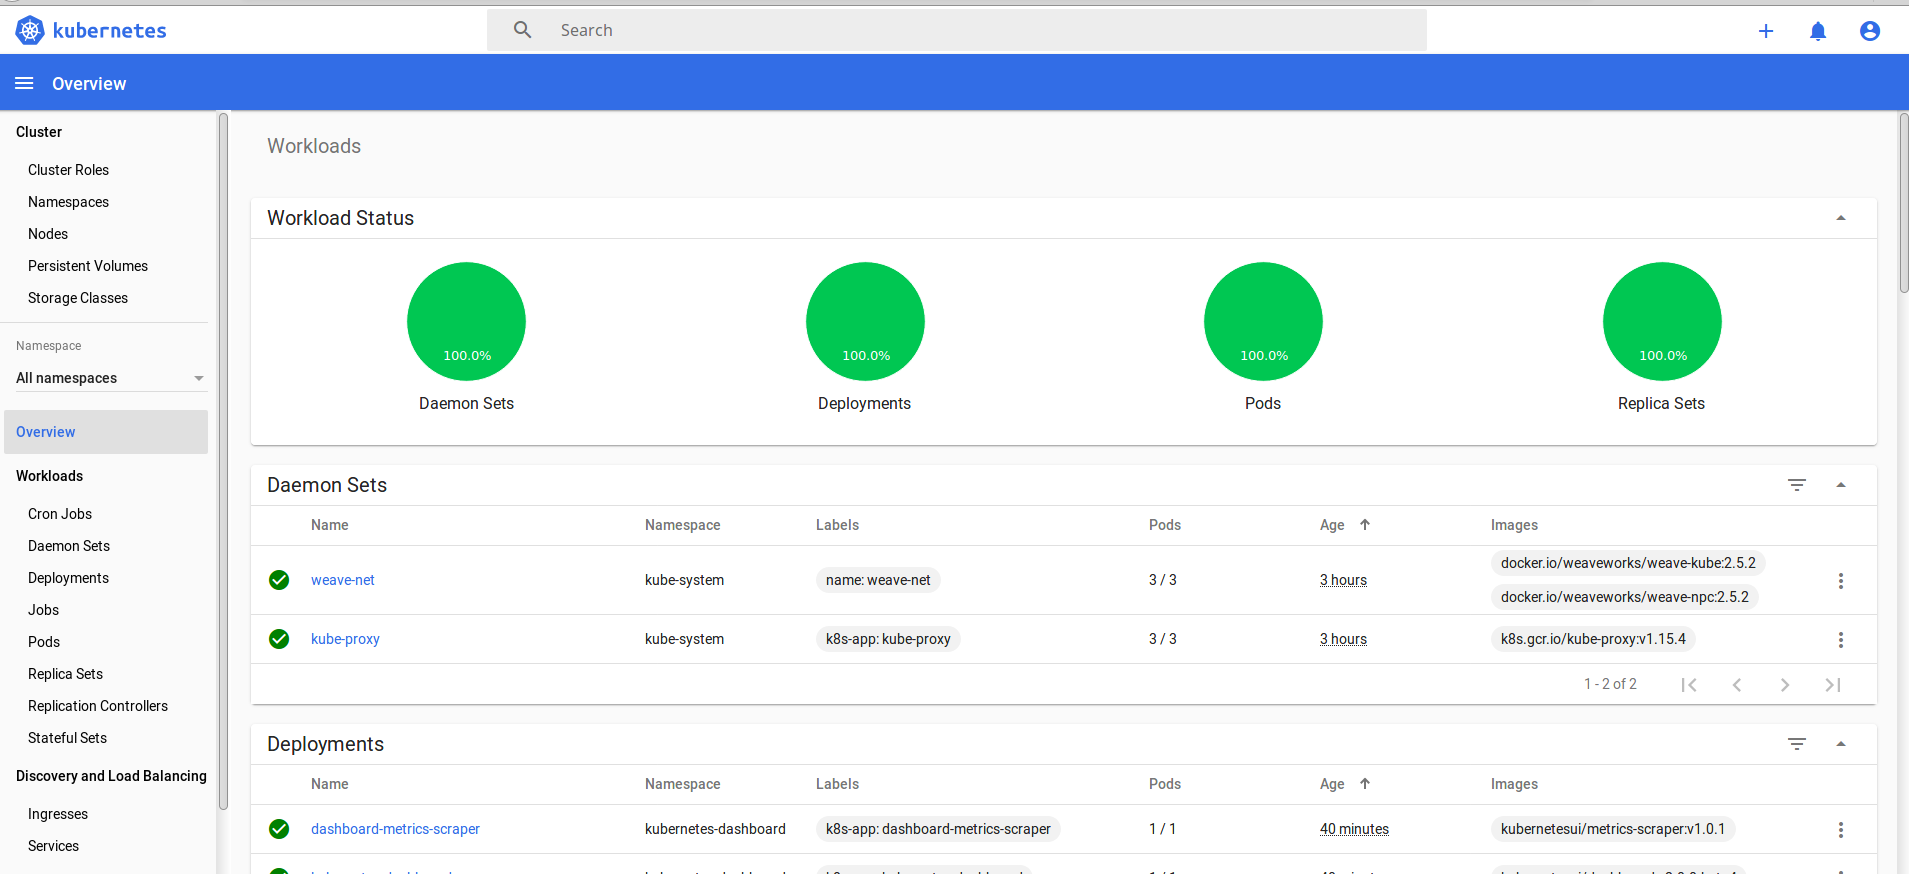 kubernetes
Search
Overview
Cluster
Cluster Roles
Namespaces
Nodes
Persistent Volumes
Storage Classes
Namespace
All namespaces
Overview
Workloads
Cron Jobs
Daemon Sets
Deployments
Jobs
Pods
Replica Sets
Replication Controllers
Stateful Sets
Discovery and Load Balancing
Ingresses
Services
Workloads
Workload Status
100.0% 100.0% 100.0% 100.0%
Daemon Sets Deployments Pods Replica Sets
Daemon Sets
Name Namespace Labels Pods Age Images
weave-net kube-system name: weave-net 3 / 3 3 hours docker.io/weaveworks/weave-kube:2.5.2
docker.io/weaveworks/weave-npc:2.5.2
kube-proxy kube-system k8s-app: kube-proxy 3 / 3 3 hours k8s.gcr.io/kube-proxy:v1.15.4
1 - 2 of 2
Deployments
Name Namespace Labels Pods Age Images
dashboard-metrics-scraper kubernetes-dashboard k8s-app: dashboard-metrics-scraper 1 / 1 40 minutes kubernetesui/metrics-scraper:v1.0.1